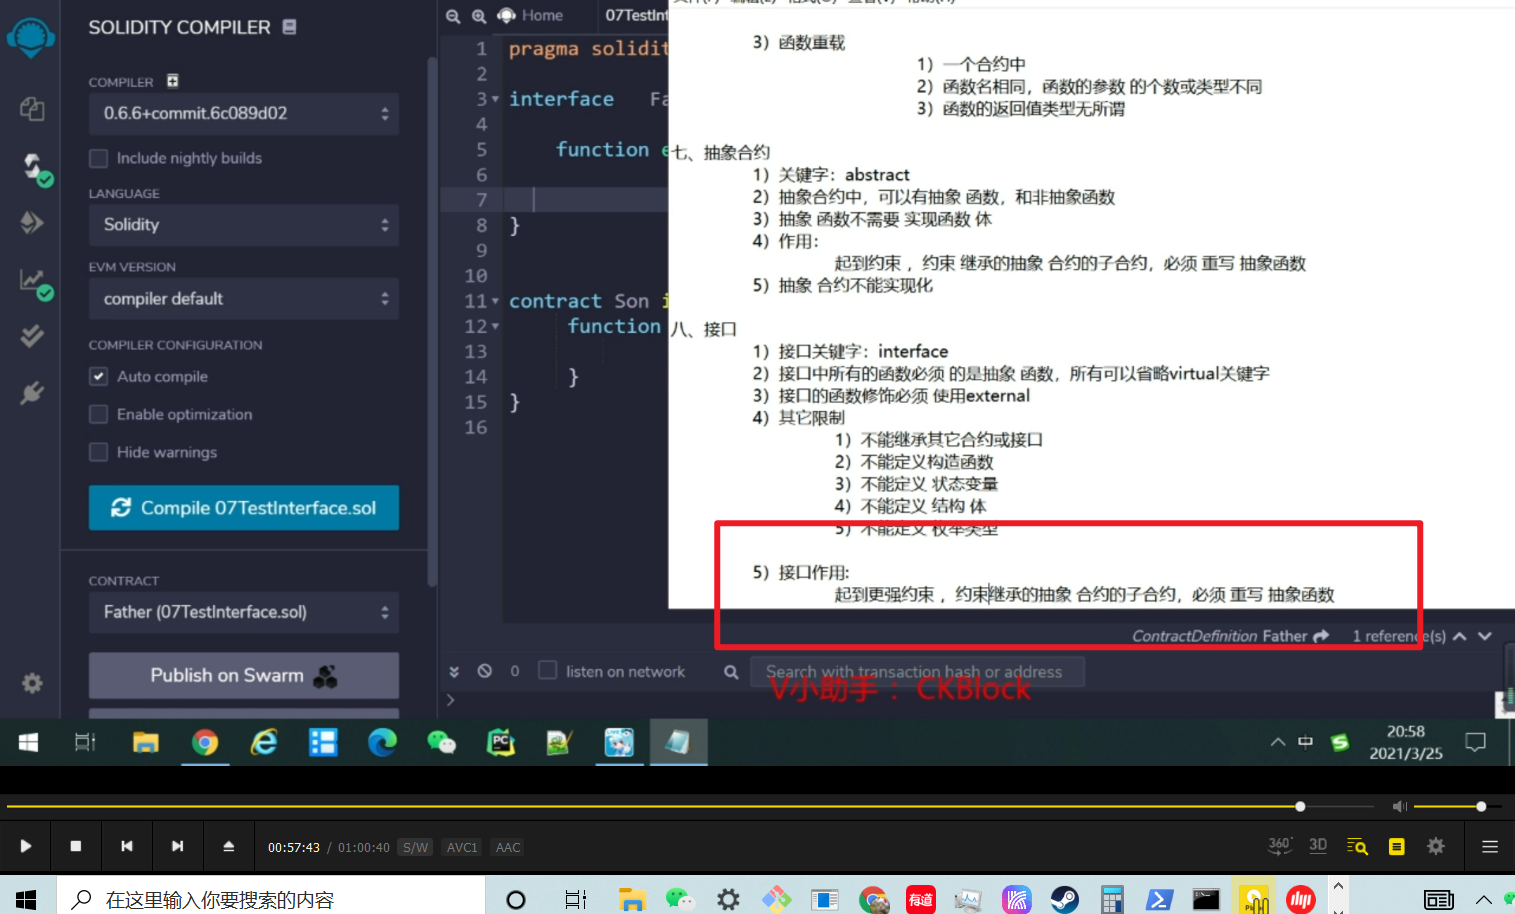 SOLIDITY COMPILER
COMPILER
0.6.6+commit.6c089d02
Include nightly builds
LANGUAGE
Solidity
EVM VERSION
compiler default
COMPILER CONFIGURATION
Auto compile
Enable optimization
Hide warnings
Compile 07TestInterface.sol
CONTRACT
Father (07TestInterface.sol)
Publish on Swarm
Home
07TestInt
1 pragma solidit
2
3 interface Fa
4
5 function e
6
7
8 }
9
10
11 contract Son i
12 function
13
14 }
15 }
16
3）函数重载
1）一个合约中
2）函数名相同，函数的参数 的个数或类型不同
3）函数的返回值类型无所谓
七、抽象合约
1）关键字：abstract
2）抽象合约中，可以有抽象 函数，和非抽象函数
3）抽象 函数不需要 实现函数 体
4）作用：
起到约束 ，约束 继承的抽象 合约的子合约，必须 重写 抽象函数
5）抽象 合约不能实现化
八、接口
1）接口关键字：interface
2）接口中所有的函数必须 的是抽象 函数，所有可以省略virtual关键字
3）接口的函数修饰必须 使用external
4）其它限制
1）不能继承其它合约或接口
2）不能定义构造函数
3）不能定义 状态变量
4）不能定义 结构 体
5）不能定义 枚举类型
5）接口作用:
起到更强约束 ，约束继承的抽象 合约的子合约，必须 重写 抽象函数
ContractDefinition Father 1 reference(s)
0 listen on network
Search with transaction hash or address
V小助手： CKBlock
中
20:58
2021/3/25
00:57:43 / 01:00:40 S/W AVC1 AAC
360° 3D
在这里输入你要搜索的内容
有道